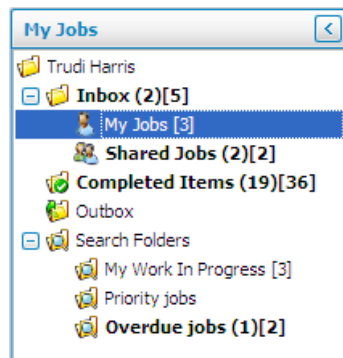 My Jobs
Trudi Harris
Inbox (2)[5]
My Jobs [3]
Shared Jobs (2)[2]
Completed Items (19)[36]
Outbox
Search Folders
My Work In Progress [3]
Priority jobs
Overdue jobs (1)[2]